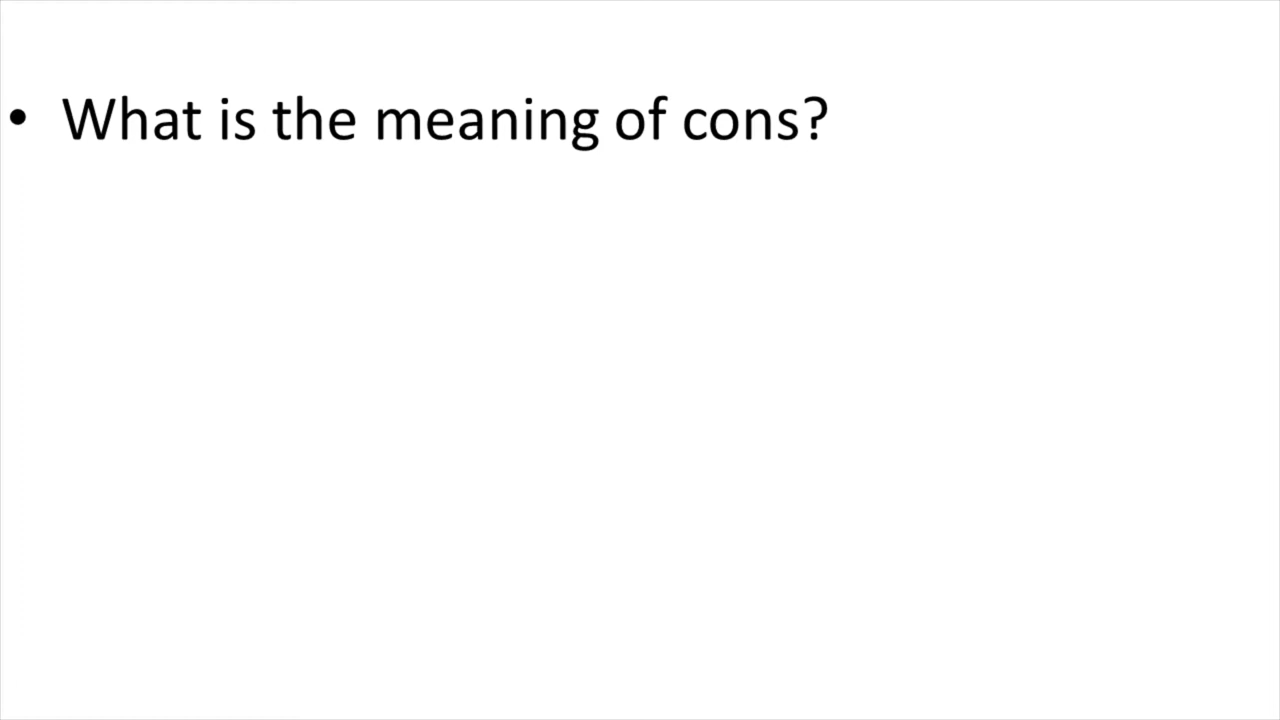 • What is the meaning of cons?